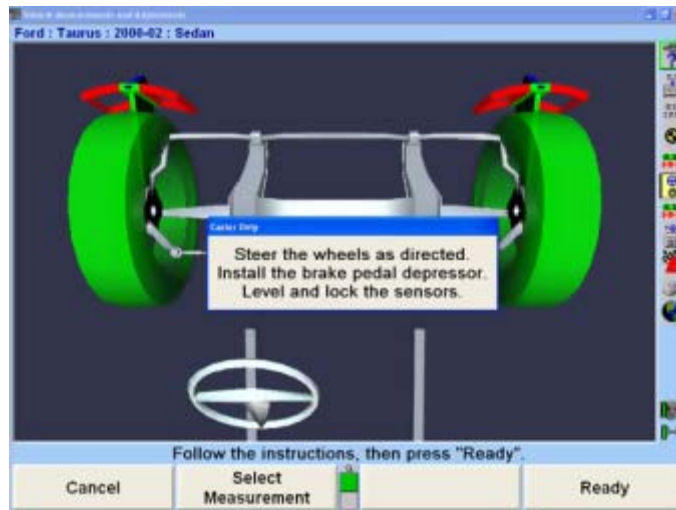 Ford : Taurus : 2000-02 : Sedan
Caster Only
Steer the wheels as directed.
Install the brake pedal depressor.
Level and lock the sensors.
Follow the instructions, then press "Ready".
Cancel
Select
Measurement
Ready